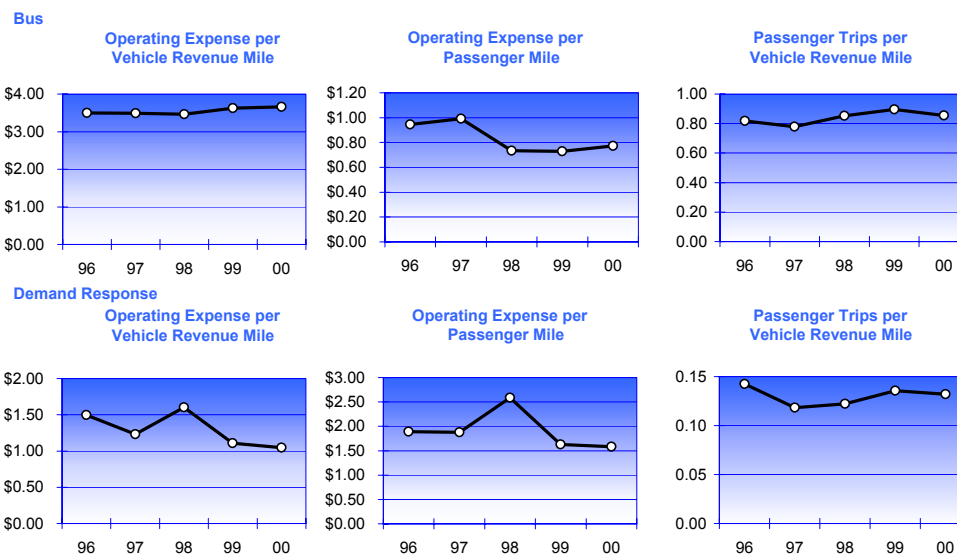 Bus
Operating Expense per
Vehicle Revenue Mile
$4.00
$3.00
$2.00
$1.00
$0.00
96 97 98 99 00
Operating Expense per
Passenger Mile
$1.20
$1.00
$0.80
$0.60
$0.40
$0.20
$0.00
96 97 98 99 00
Passenger Trips per
Vehicle Revenue Mile
1.00
0.80
0.60
0.40
0.20
0.00
96 97 98 99 00
Demand Response
Operating Expense per
Vehicle Revenue Mile
$2.00
$1.50
$1.00
$0.50
$0.00
96 97 98 99 00
Operating Expense per
Passenger Mile
$3.00
$2.50
$2.00
$1.50
$1.00
$0.50
$0.00
96 97 98 99 00
Passenger Trips per
Vehicle Revenue Mile
0.15
0.10
0.05
0.00
96 97 98 99 00